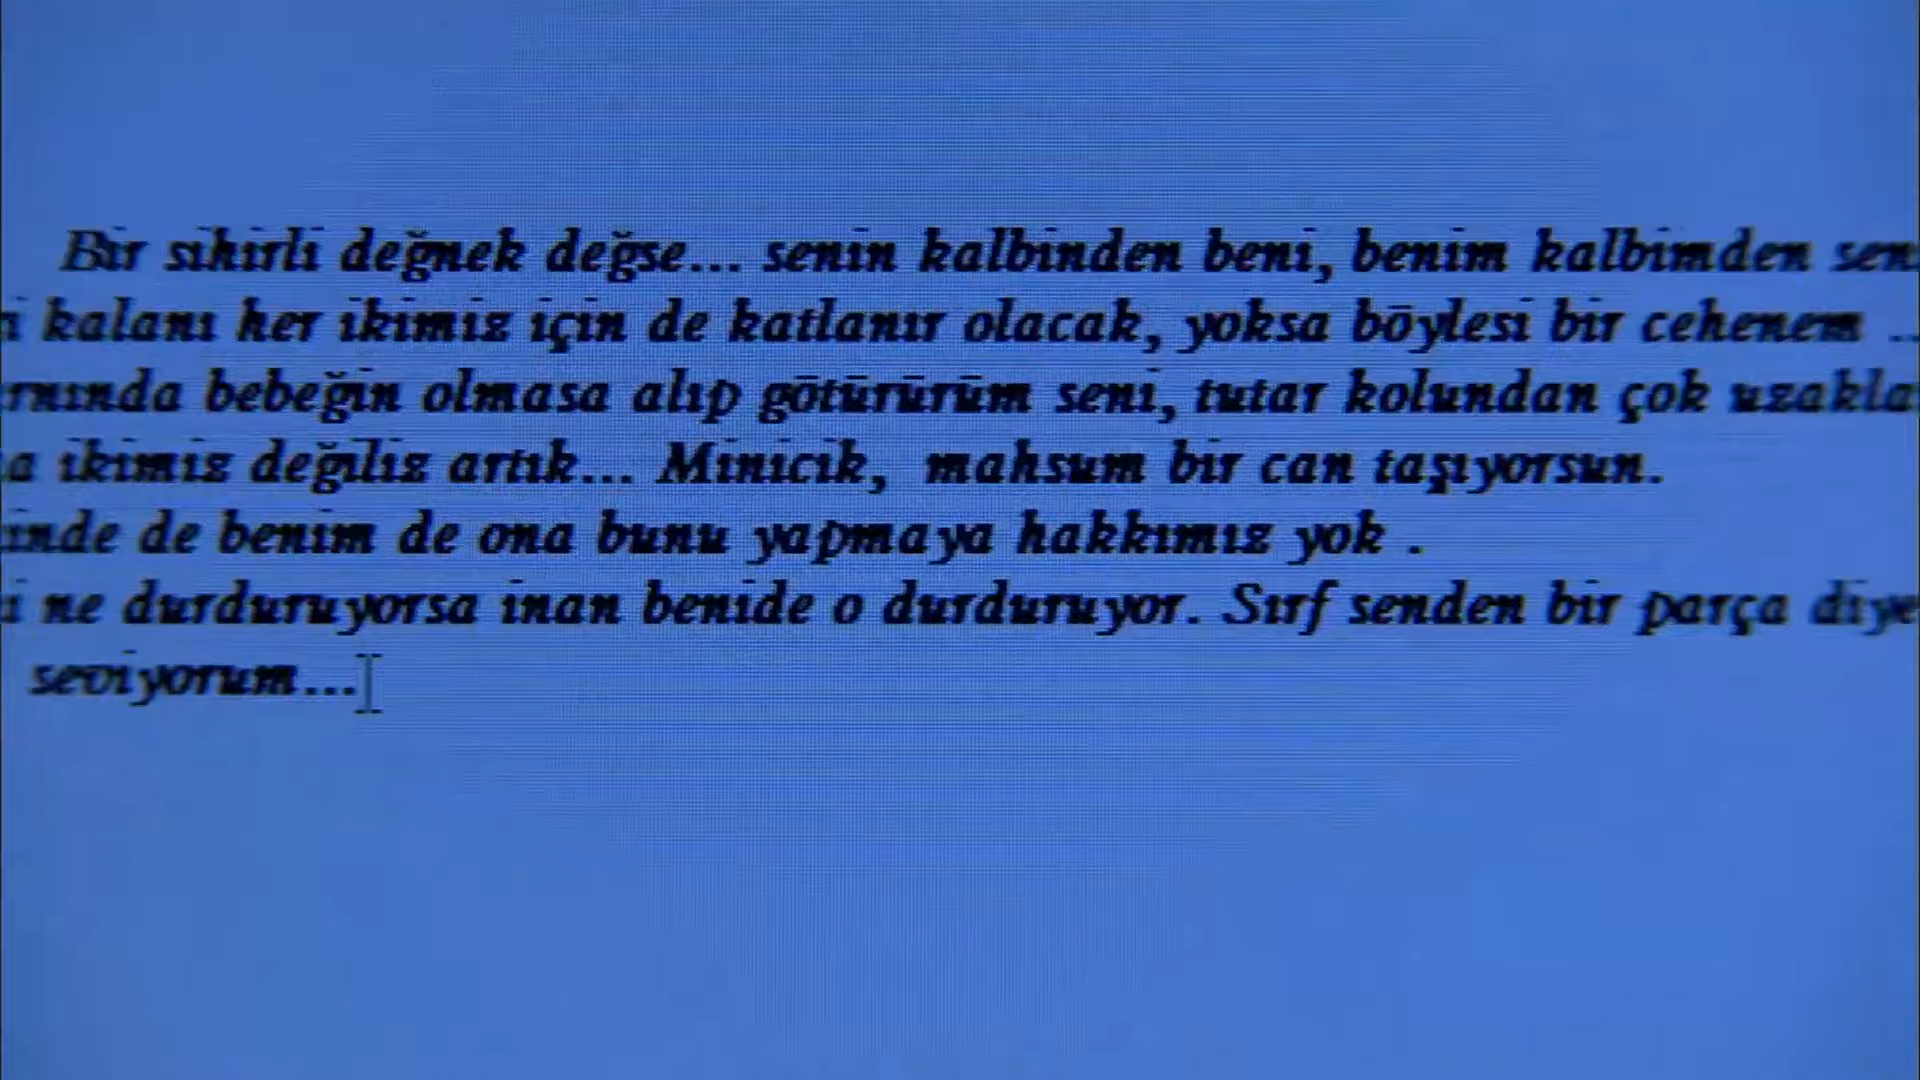 Bir sihirli değnek değse... senin kalbinden beni, benim kalbimden
kalanı her ikimiz için de katlanır olacak, yoksa böylesi bir cehenem ..
bebeğin olmasa alıp götürürüm seni, tutar kolundan çok
ikimiz değiliz artık... Minicik, mahsum bir can taşıyorsun.
de benim de ona bunu yapmaya hakkımız yok .
ne durduruyorsa inan benide o durduruyor. Sırf senden bir parça diye
seviyorum...